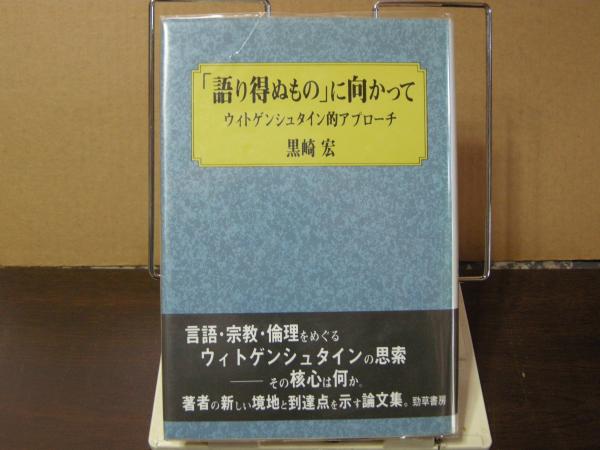 「語り得ぬもの」に向かって
ウィトゲンシュタイン的アプローチ
黒崎 宏
言語・宗教・倫理をめぐる
ウィトゲンシュタインの思索
——その核心は何か。
著者の新しい境地と到達点を示す論文集。勁草書房